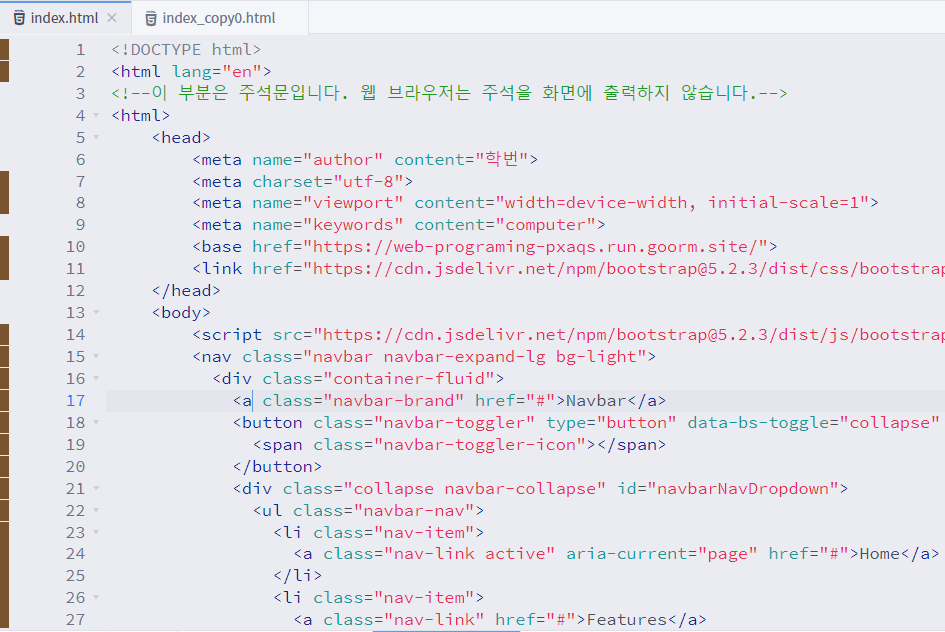 index.html × index_copy0.html
1 <!DOCTYPE html>
2 <html lang="en">
3 <!--이 부분은 주석문입니다. 웹 브라우저는 주석을 화면에 출력하지 않습니다.-->
4 <html>
5 <head>
6 <meta name="author" content="학번">
7 <meta charset="utf-8">
8 <meta name="viewport" content="width=device-width, initial-scale=1">
9 <meta name="keywords" content="computer">
10 <base href="https://web-programing-pxaqs.run.goorm.site/">
11 <link href="https://cdn.jsdelivr.net/npm/bootstrap@5.2.3/dist/css/bootstrap
12 </head>
13 <body>
14 <script src="https://cdn.jsdelivr.net/npm/bootstrap@5.2.3/dist/js/bootstrap
15 <nav class="navbar navbar-expand-lg bg-light">
16 <div class="container-fluid">
17 <a class="navbar-brand" href="#">Navbar</a>
18 <button class="navbar-toggler" type="button" data-bs-toggle="collapse"
19 <span class="navbar-toggler-icon"></span>
20 </button>
21 <div class="collapse navbar-collapse" id="navbarNavDropdown">
22 <ul class="navbar-nav">
23 <li class="nav-item">
24 <a class="nav-link active" aria-current="page" href="#">Home</a>
25 </li>
26 <li class="nav-item">
27 <a class="nav-link" href="#">Features</a>